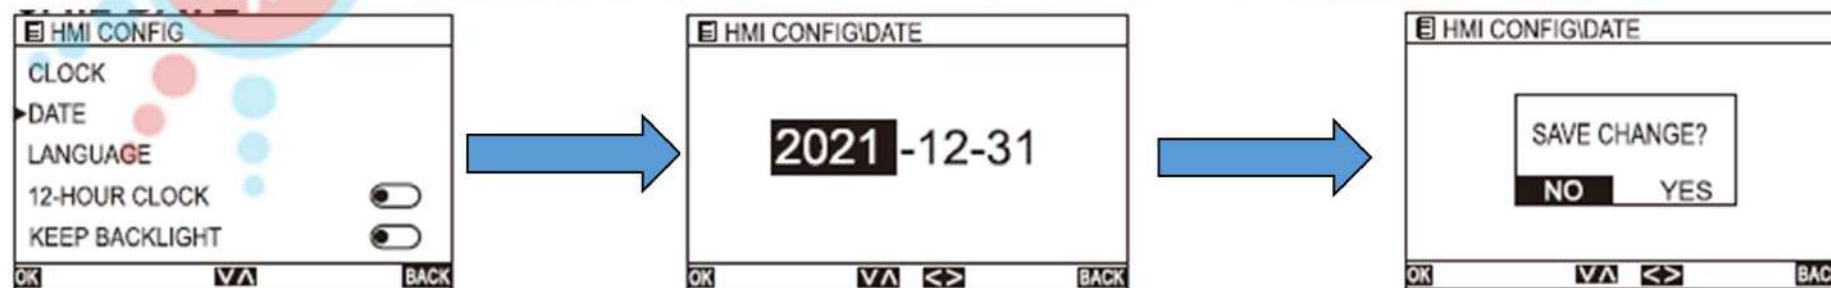 HMI CONFIG
CLOCK
DATE
LANGUAGE
12-HOUR CLOCK
KEEP BACKLIGHT
OK
BACK
HMI CONFIG\DATE
2021-12-31
OK
BACK
HMI CONFIG\DATE
SAVE CHANGE?
NO YES
OK
BAC